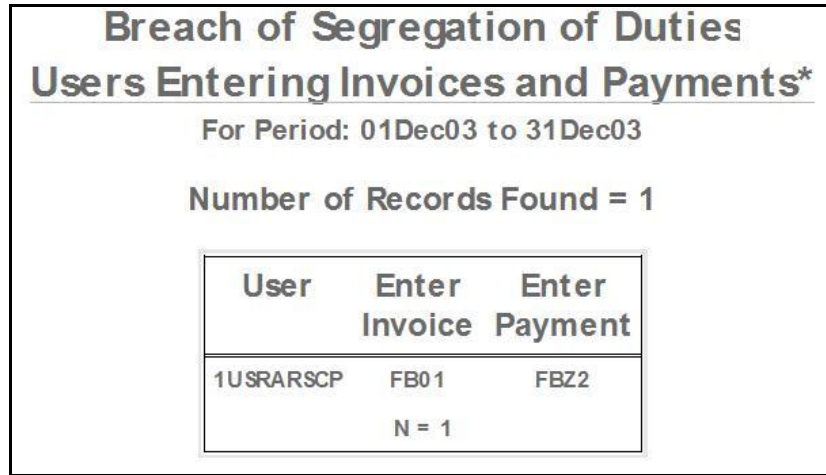 Breach of Segregation of Duties
Users Entering Invoices and Payments*
For Period: 01Dec03 to 31Dec03
Number of Records Found = 1
User Enter Enter
Invoice Payment
1USRARSCP FB01 FBZ2
N = 1